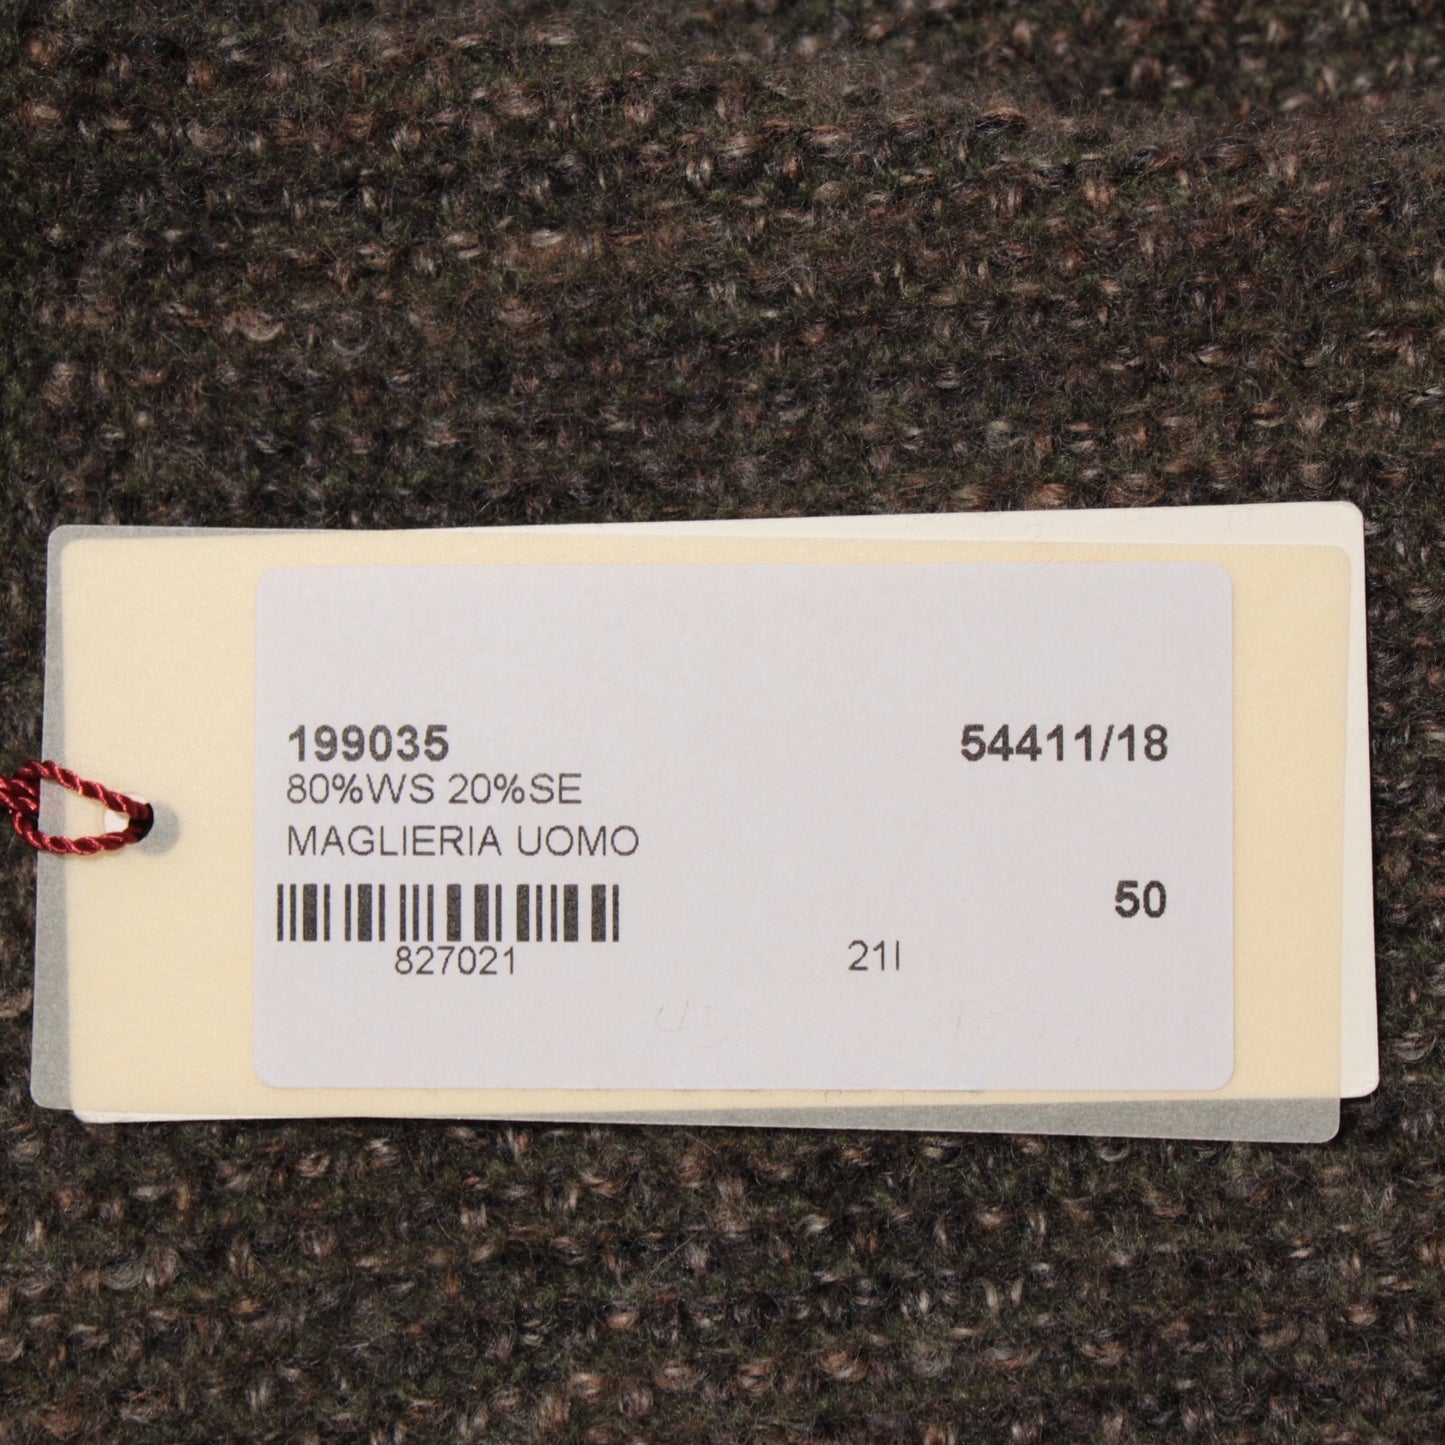 199035 54411/18
80%WS 20%SE
MAGLIERIA UOMO
50
827021 21I